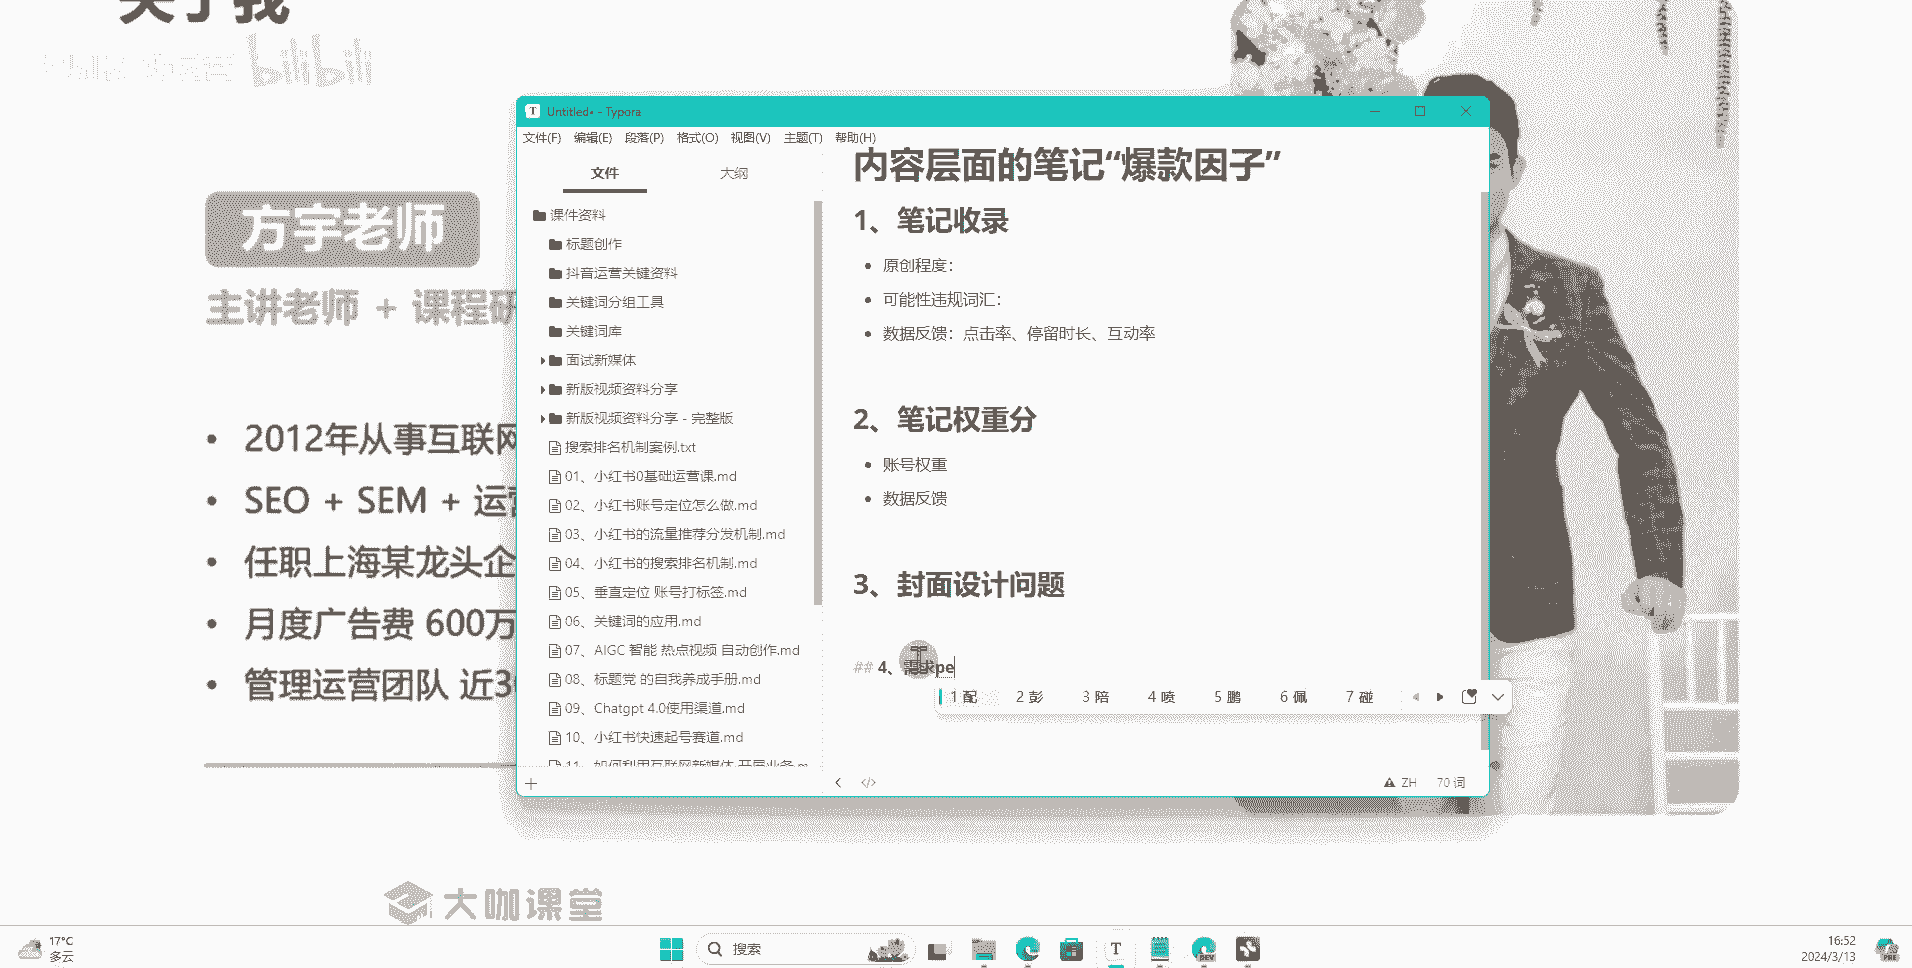 关于我
bilibili
方宇老师
主讲老师 + 课程研
2012年从事互联网
SEO + SEM + 运营
任职上海某龙头企
月度广告费 600万
管理运营团队 近30
大咖课堂
Untitled• - Typora
文件(F) 编辑(E) 段落(P) 格式(O) 视图(V) 主题(T) 帮助(H)
文件 大纲
课件资料
标题创作
抖音运营关键资料
关键词分组工具
关键词库
面试新媒体
新版视频资料分享
新版视频资料分享 - 完整版
搜索排名机制案例.txt
01、小红书0基础运营课.md
02、小红书账号定位怎么做.md
03、小红书的流量推荐分发机制.md
04、小红书的搜索排名机制.md
05、垂直定位 账号打标签.md
06、关键词的应用.md
07、AIGC 智能 热点视频 自动创作.md
08、标题党 的自我养成手册.md
09、Chatgpt 4.0使用渠道.md
10、小红书快速起号赛道.md
11、如何利用互联网新媒体 开展业务.m
内容层面的笔记“爆款因子”
1、笔记收录
原创程度：
可能性违规词汇：
数据反馈：点击率、停留时长、互动率
2、笔记权重分
账号权重
数据反馈
3、封面设计问题
## 4、需求pe
1 配 2 彭 3 陪 4 喷 5 鹏 6 佩 7 碰
</> ZH 70 词
17°C
多云
搜索
DEV
16:52
2024/3/13
PRE